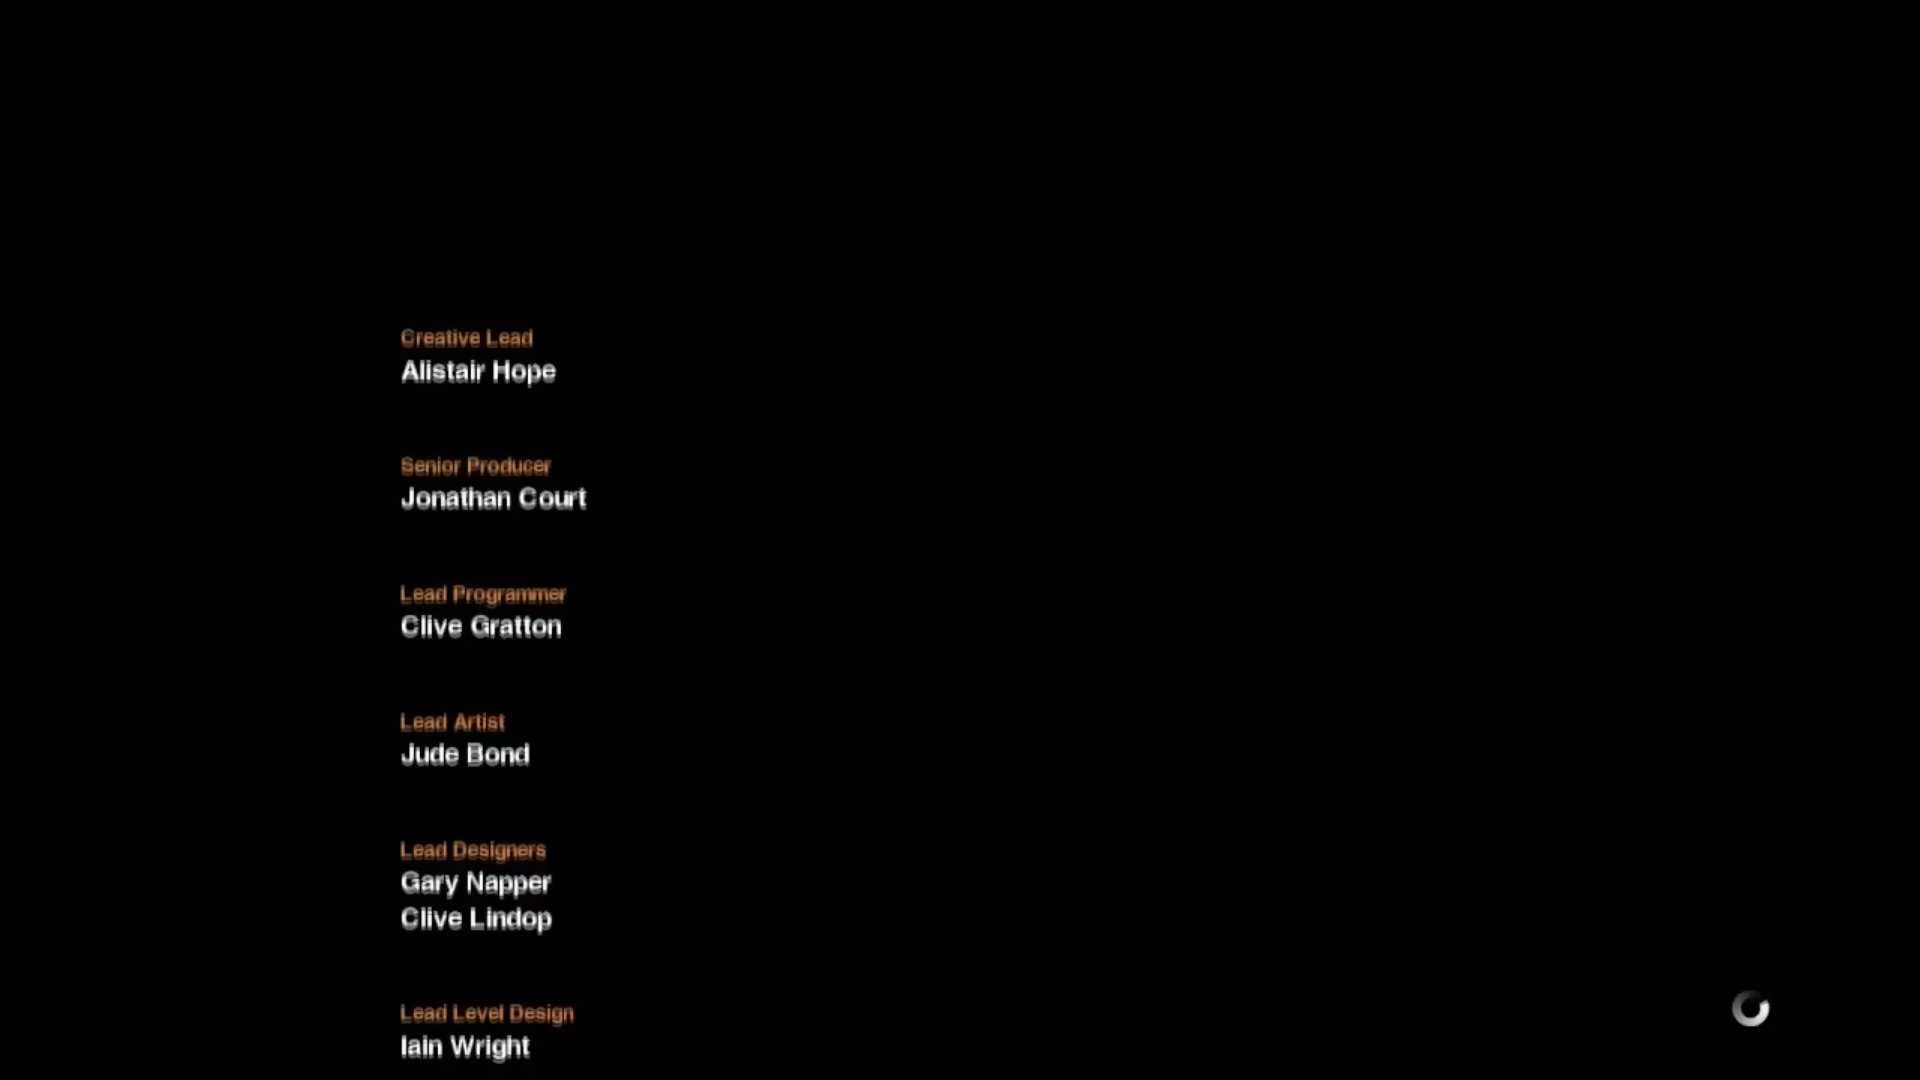 Creative Lead
Alistair Hope
Senior Producer
Jonathan Court
Lead Programmer
Clive Gratton
Lead Artist
Jude Bond
Lead Designers
Gary Napper
Clive Lindop
Lead Level Design
Iain Wright